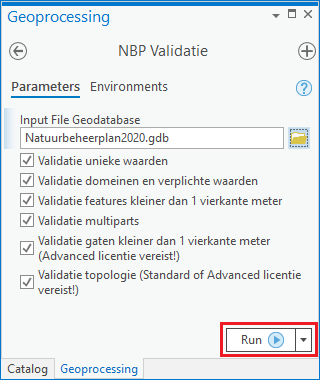 Geoprocessing
NBP Validatie
Parameters Environments
Input File Geodatabase
Natuurbeheerplan2020.gdb
Validatie unieke waarden
Validatie domeinen en verplichte waarden
Validatie features kleiner dan 1 vierkante meter
Validatie multiparts
Validatie gaten kleiner dan 1 vierkante meter
(Advanced licentie vereist!)
Validatie topologie (Standard of Advanced licentie
vereist!)
Run
Catalog Geoprocessing